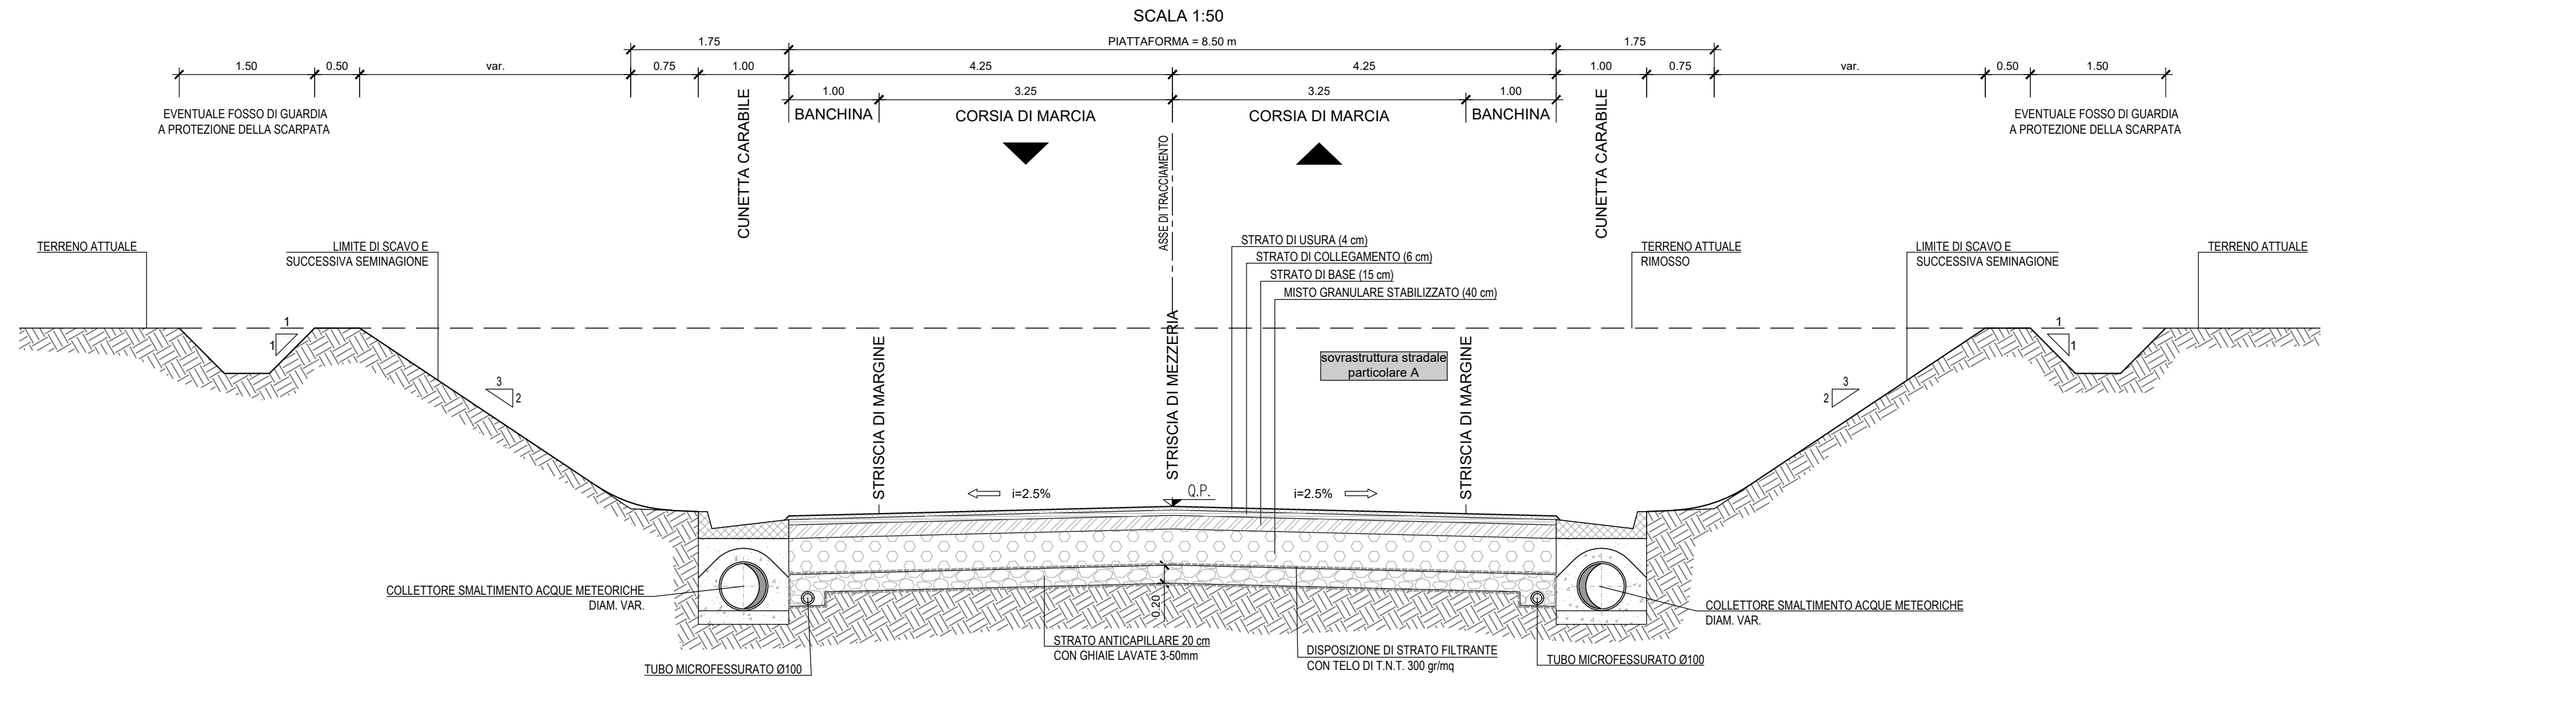 SCALA 1:50
1.75
PIATTAFORMA = 8.50 m
1.75
1.50
0.50
var.
0.75
1.00
4.25
4.25
1.00
0.75
var.
0.50
1.50
1.00
3.25
3.25
1.00
EVENTUALE FOSSO DI GUARDIA
A PROTEZIONE DELLA SCARPATA
CUNETTA CARABILE
BANCHINA
CORSIA DI MARCIA
CORSIA DI MARCIA
BANCHINA
CUNETTA CARABILE
EVENTUALE FOSSO DI GUARDIA
A PROTEZIONE DELLA SCARPATA
ASSE DI TRACCIAMENTO
TERRENO ATTUALE
LIMITE DI SCAVO E
SUCCESSIVA SEMINAGIONE
STRATO DI USURA (4 cm)
STRATO DI COLLEGAMENTO (6 cm)
STRATO DI BASE (15 cm)
MISTO GRANULARE STABILIZZATO (40 cm)
TERRENO ATTUALE
RIMOSSO
LIMITE DI SCAVO E
SUCCESSIVA SEMINAGIONE
TERRENO ATTUALE
1
1
1
1
3
2
3
2
STRISCIA DI MARGINE
STRISCIA DI MEZZERIA
sovrastruttura stradale
particolare A
STRISCIA DI MARGINE
i=2.5%
Q.P.
i=2.5%
0.20
COLLETTORE SMALTIMENTO ACQUE METEORICHE
DIAM. VAR.
COLLETTORE SMALTIMENTO ACQUE METEORICHE
DIAM. VAR.
STRATO ANTICAPILLARE 20 cm
CON GHIAIE LAVATE 3-50mm
DISPOSIZIONE DI STRATO FILTRANTE
CON TELO DI T.N.T. 300 gr/mq
TUBO MICROFESSURATO Ø100
TUBO MICROFESSURATO Ø100